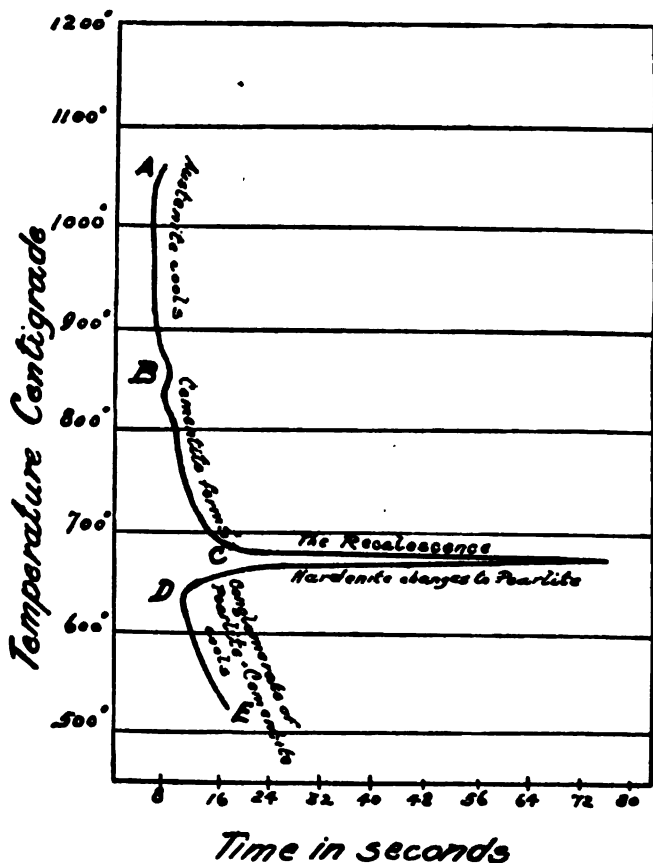 1200°
1100°
1000°
900°
800°
700°
600°
500°
Temperature Centigrade
A
Austenite cools
B
Cementite forms
C
The Recalescence
Hardenite changes to Pearlite
D
Conglomerate of
Pearlite + Cementite
cools
E
8 16 24 32 40 48 56 64 72 80
Time in seconds